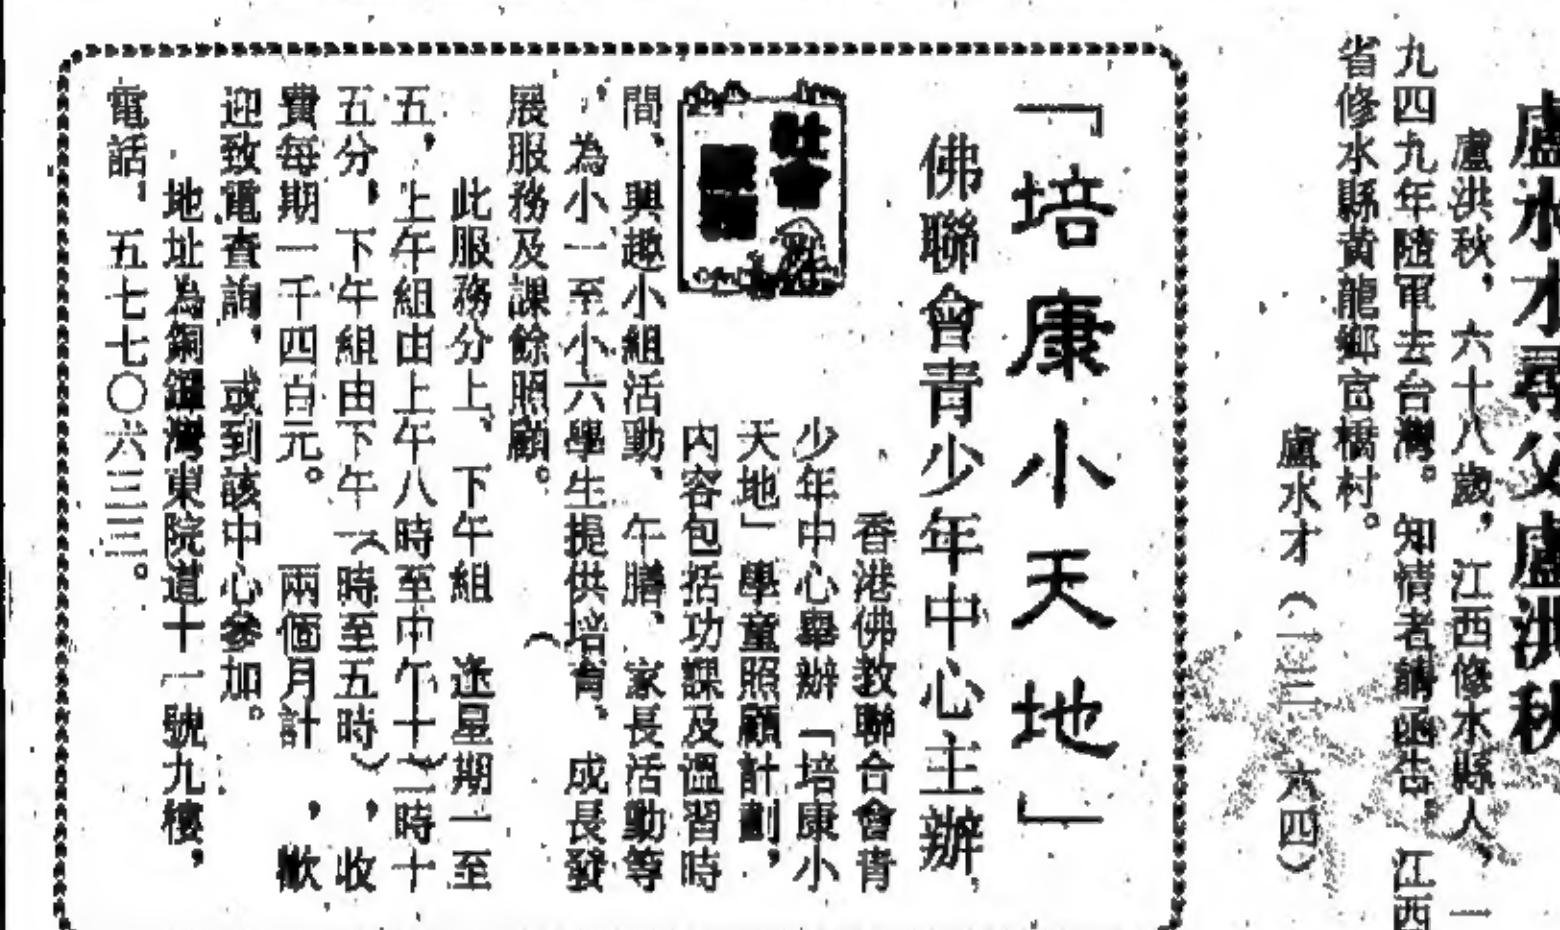 盧水才尋父盧洪秋
盧洪秋，六十八歲，江西修水縣人，一
九四九年隨軍去台灣。知情者請函告，江西
省修水縣黃龍鄉官橋村。
盧水才（六四）
「培康小天地」
佛聯會青少年中心主辦
社會
服務
香港佛教聯合會青
少年中心舉辦「培康小
天地」學童照顧計劃，
內容包括功課及溫習時
間、興趣小組活動、午膳、家長活動等
，為小一至小六學生提供培育、成長發
展服務及課餘照顧。
此服務分上、下午組（逢星期一至
五，上午組由上午八時至中午十二時十
五分，下午組由下午一時至五時），收
費每期一千四百元。（兩個月計），歡
迎致電查詢，或到該中心參加。
地址為銅鑼灣東院道十一號九樓，
電話：五七七〇六三三三。